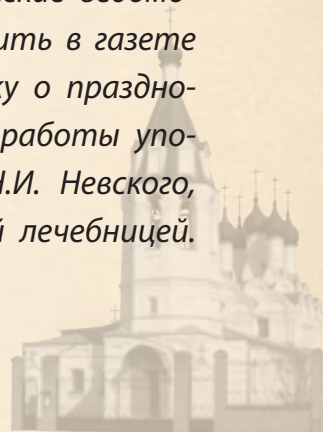 ить в газете
ку о праздно-
работы упо-
Н.И. Невского,
й лечебницей.